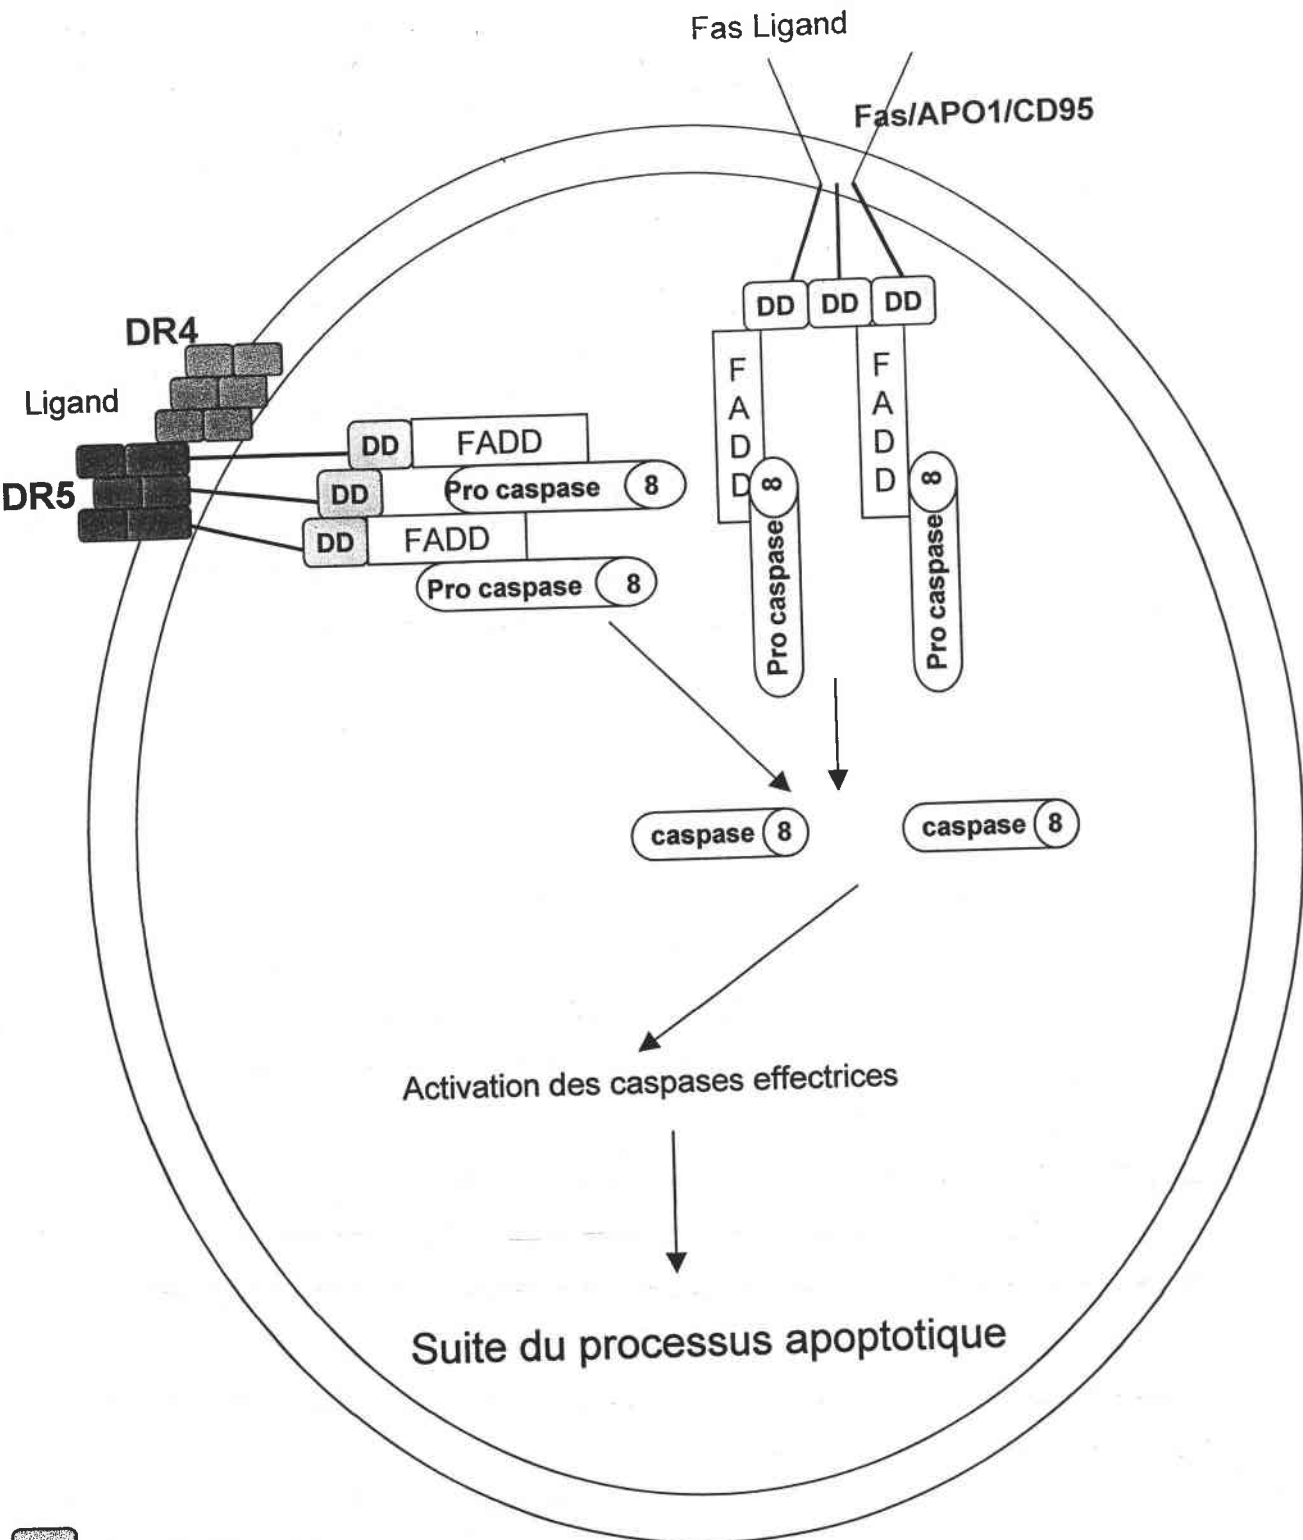 Fas Ligand
Fas/APO1/CD95
DD DD DD
F
A
D
D
F
A
D
D
8
Pro caspase
8
Pro caspase
DR4
Ligand
DR5
DD FADD
DD Pro caspase 8
DD FADD
Pro caspase 8
caspase 8
caspase 8
Activation des caspases effectrices
Suite du processus apoptotique